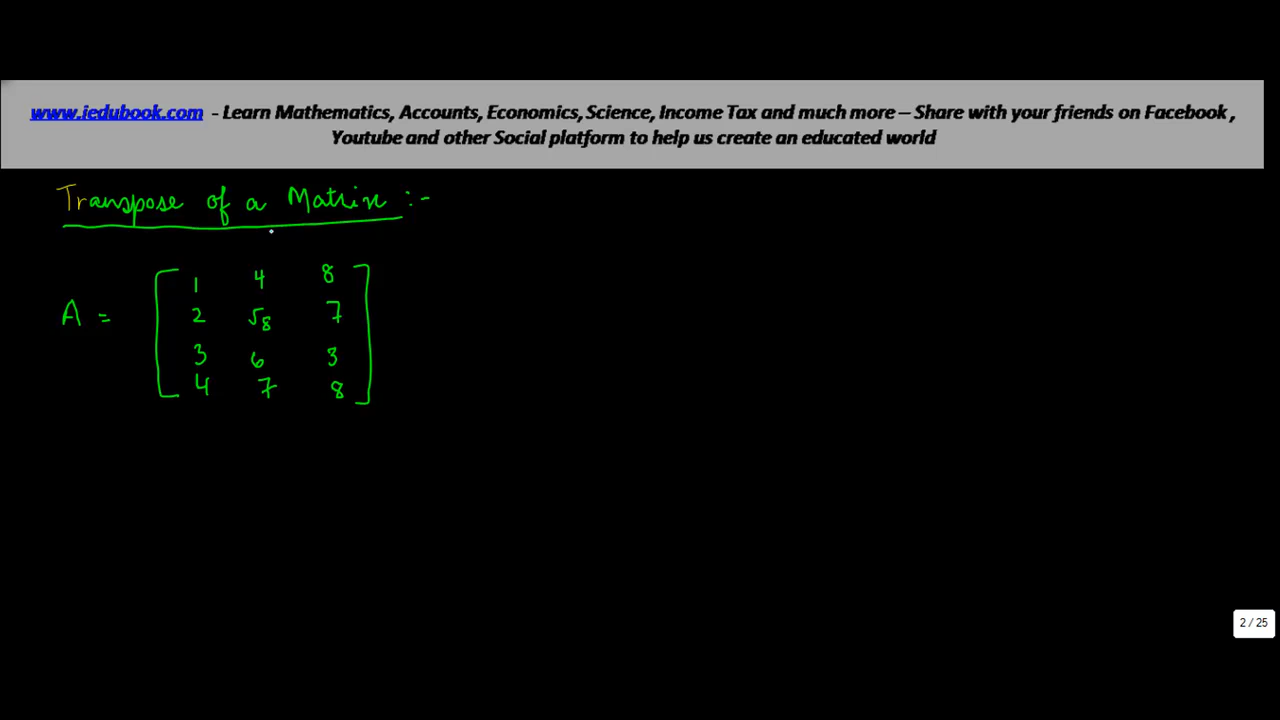 www.iedubook.com - Learn Mathematics, Accounts, Economics, Science, Income Tax and much more – Share with your friends on Facebook ,
Youtube and other Social platform to help us create an educated world
Transpose of a Matrix :-
1 4 8
A = 2 √8 7
3 6 3
4 7 8
2 / 25